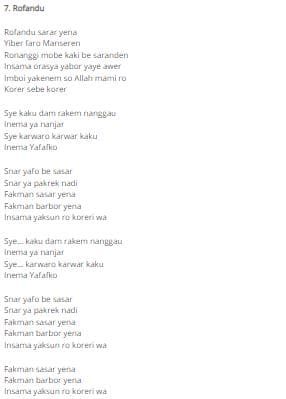 7. Rofandu
Rofandu sarar yena
Yiber faro Manseren
Ronanggi mobe kaki be saranden
Insama orasya yabor yaye awer
Imboi yakenem so Allah mami ro
Korer sebe korer
Sye kaku dam rakem nanggau
Inema ya nanjar
Sye karwaro karwar kaku
Inema Yafafko
Snar yafo be sasar
Snar ya pakrek nadi
Fakman sasar yena
Fakman barbor yena
Insama yaksun ro koreri wa
Sye... kaku dam rakem nanggau
Inema ya nanjar
Sye... karwaro karwar kaku
Inema Yafafko
Snar yafo be sasar
Snar ya pakrek nadi
Fakman sasar yena
Fakman barbor yena
Insama yaksun ro koreri wa
Fakman sasar yena
Fakman barbor yena
Insama yaksun ro koreri wa